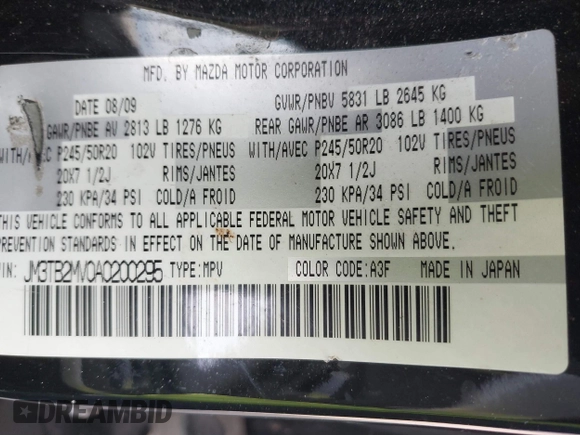 MFD. BY MAZDA MOTOR CORPORATION
DATE 08/09 GVWR/PNBV 5831 LB 2645 KG
GAWR/PNBE AV 2813 LB 1276 KG REAR GAWR/PNBE AR 3086 LB 1400 KG
WITH/AVEC P245/50R20 102V TIRES/PNEUS WITH/AVEC P245/50R20 102V TIRES/PNEUS
20X7 1/2J RIMS/JANTES 20X7 1/2J RIMS/JANTES
230 KPA/34 PSI COLD/A FROID 230 KPA/34 PSI COLD/A FROID
THIS VEHICLE CONFORMS TO ALL APPLICABLE FEDERAL MOTOR VEHICLE SAFETY AND THEFT
PREVENTION STANDARDS IN EFFECT ON THE DATE OF MANUFACTURE SHOWN ABOVE.
IN: JM3TB2MV0A0200295 TYPE:MPV COLOR CODE:A3F MADE IN JAPAN
DREAMBID